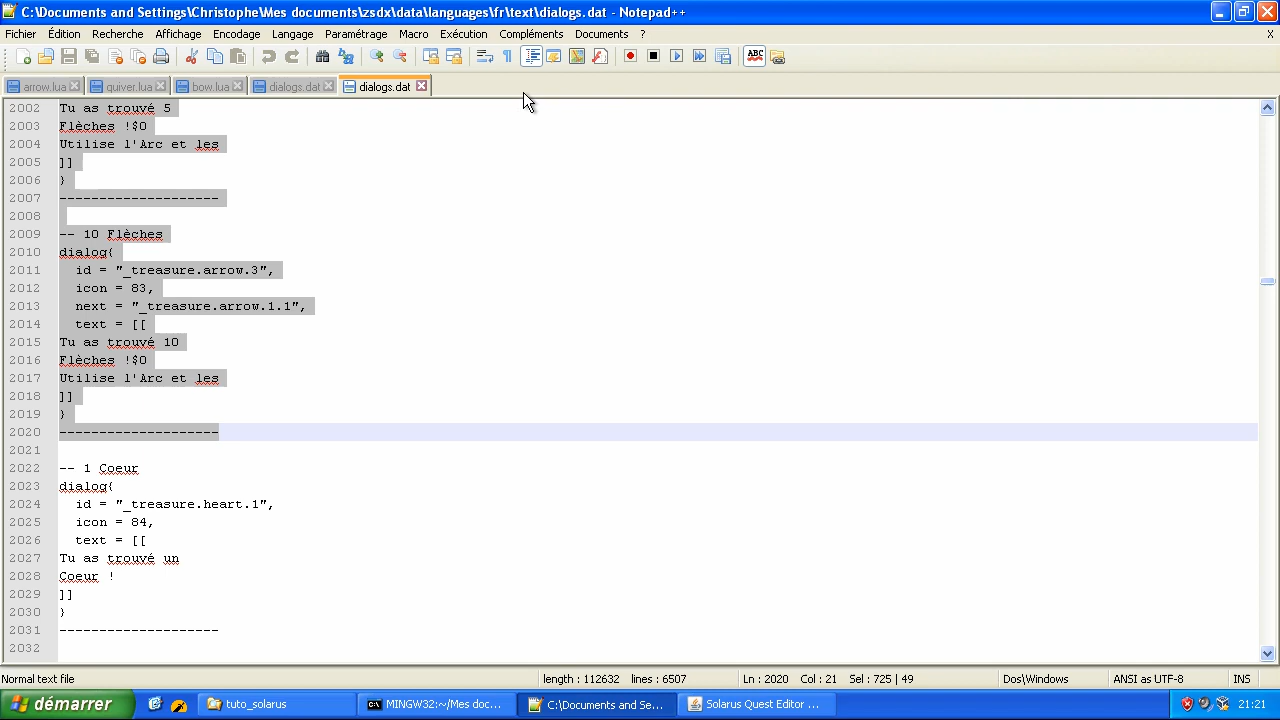 C:\Documents and Settings\Christophe\Mes documents\zsdx\data\languages\fr\text\dialogs.dat - Notepad++
Fichier Édition Recherche Affichage Encodage Langage Paramétrage Macro Exécution Compléments Documents ? X
arrow.lua quiver.lua bow.lua dialogs.dat dialogs.dat
2002 Tu as trouvé 5
2003 Flèches !$0
2004 Utilise l'Arc et les
2005 ]]
2006 }
2007 --------------------
2008
2009 -- 10 Flèches
2010 dialog{
2011   id = "_treasure.arrow.3",
2012   icon = 83,
2013   next = "_treasure.arrow.1.1",
2014   text = [[
2015 Tu as trouvé 10
2016 Flèches !$0
2017 Utilise l'Arc et les
2018 ]]
2019 }
2020 --------------------
2021
2022 -- 1 Coeur
2023 dialog{
2024   id = "_treasure.heart.1",
2025   icon = 84,
2026   text = [[
2027 Tu as trouvé un
2028 Coeur !
2029 ]]
2030 }
2031 --------------------
2032
Normal text file length : 112632 lines : 6507 Ln : 2020 Col : 21 Sel : 725 | 49 Dos\Windows ANSI as UTF-8 INS
démarrer tuto_solarus MINGW32:~/Mes doc... C:\Documents and Se... Solarus Quest Editor ... 21:21